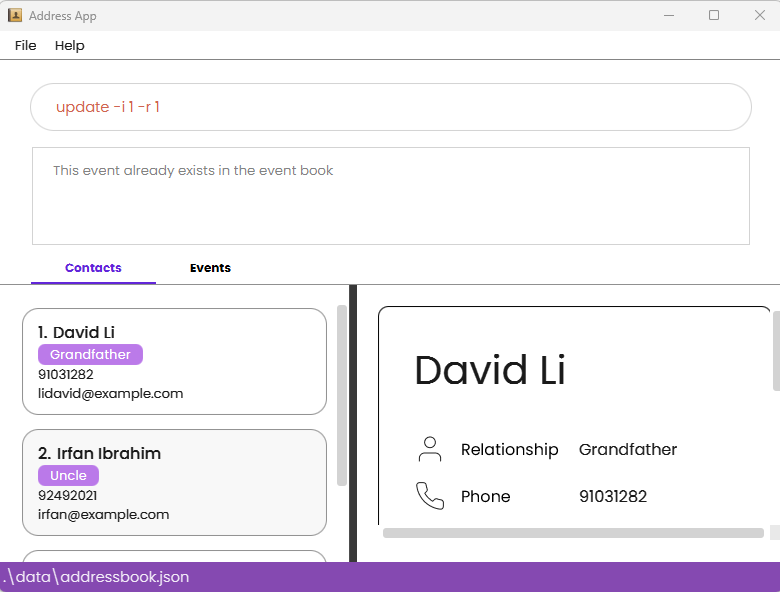 Address App
File Help
update -i 1 -r 1
This event already exists in the event book
Contacts Events
1. David Li
Grandfather
91031282
lidavid@example.com
2. Irfan Ibrahim
Uncle
92492021
irfan@example.com
David Li
Relationship Grandfather
Phone 91031282
.\data\addressbook.json